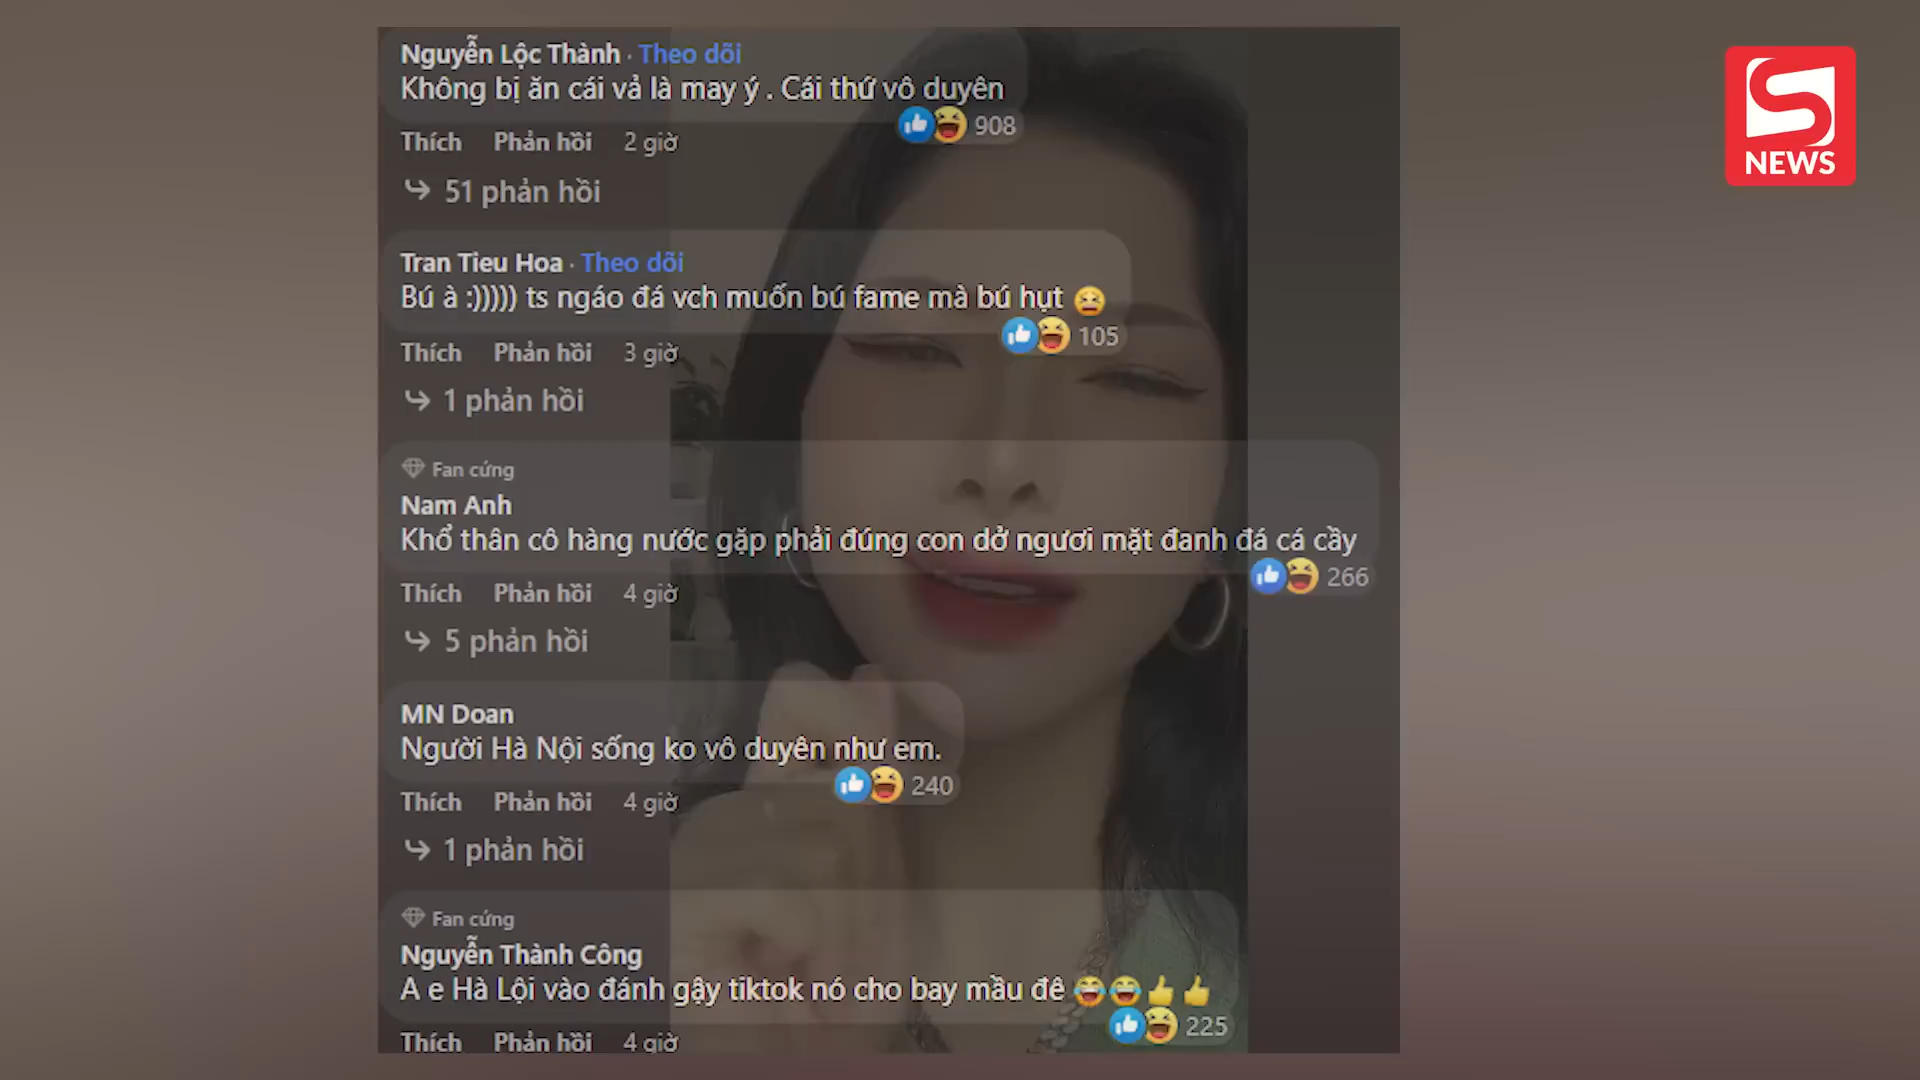 Nguyễn Lộc Thành · Theo dõi
Không bị ăn cái vả là may ý . Cái thứ vô duyên
908
Thích Phản hồi 2 giờ
51 phản hồi
Tran Tieu Hoa · Theo dõi
Bú à :))))) ts ngáo đá vch muốn bú fame mà bú hụt 😫
105
Thích Phản hồi 3 giờ
1 phản hồi
Fan cứng
Nam Anh
Khổ thân cô hàng nước gặp phải đúng con dở ngươi mặt đanh đá cá cầy
266
Thích Phản hồi 4 giờ
5 phản hồi
MN Doan
Người Hà Nội sống ko vô duyên như em.
240
Thích Phản hồi 4 giờ
1 phản hồi
Fan cứng
Nguyễn Thành Công
A e Hà Lội vào đánh gậy tiktok nó cho bay mầu đê 😂😂👍👍
225
Thích Phản hồi 4 giờ
S
NEWS